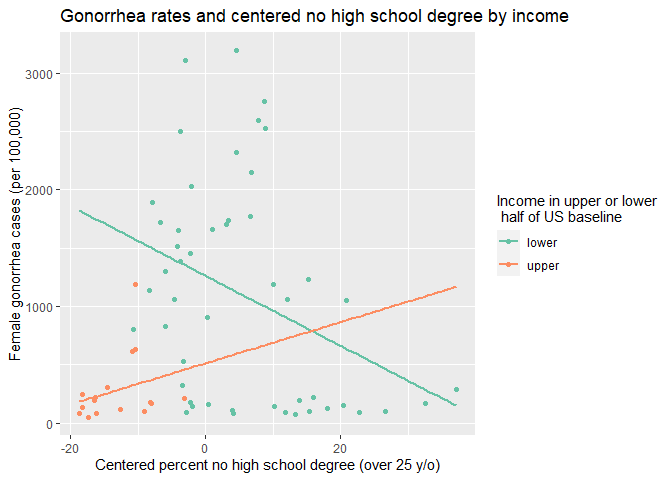 Gonorrhea rates and centered no high school degree by income
3000
2000
1000
0
Female gonorrhea cases (per 100,000)
-20
0
20
Centered percent no high school degree (over 25 y/o)
Income in upper or lower
half of US baseline
lower
upper